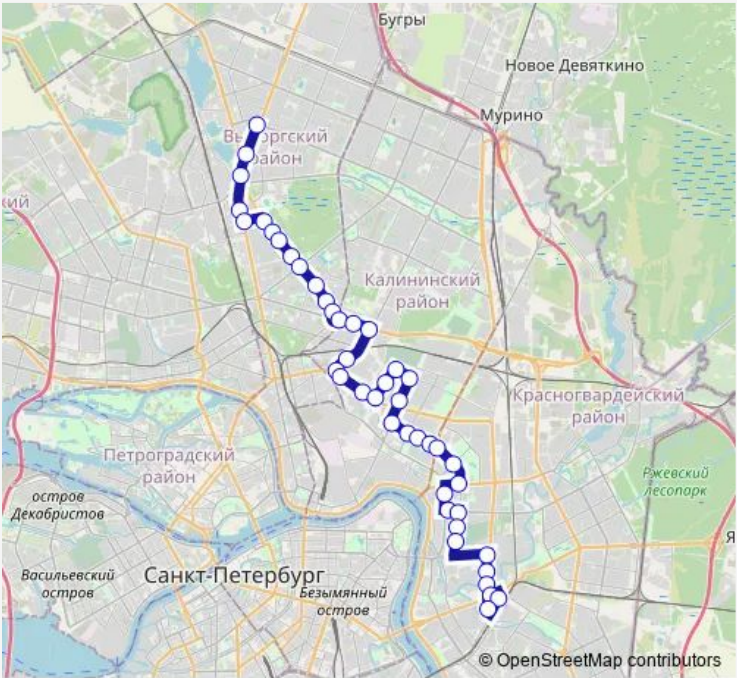 Бугры
Новое Девяткино
Мурино
район
Калининский
район
Красногвардейский
район
Петроградский
район
Ржевский
лесопарк
остров
Декабристов
Я
Васильевский
остров
Санкт-Петербург
Безымянный
остров
© OpenStreetMap contributors